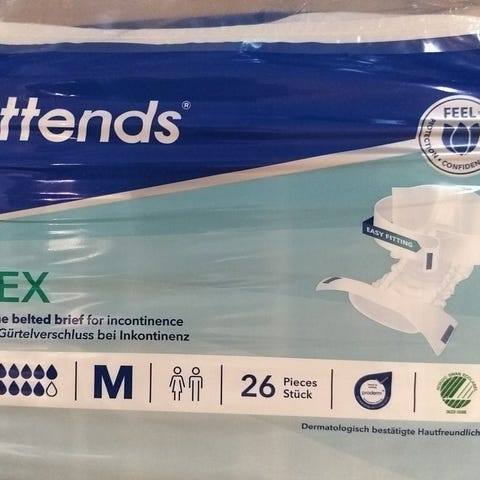 ttends®
FEEL
PROTECTION • CONFIDEN
EASY FITTING
EX
e belted brief for incontinence
Gürtelverschluss bei Inkontinenz
M
26 Pieces
Stück
proderm
Dermatologisch bestätigte Hautfreundlich